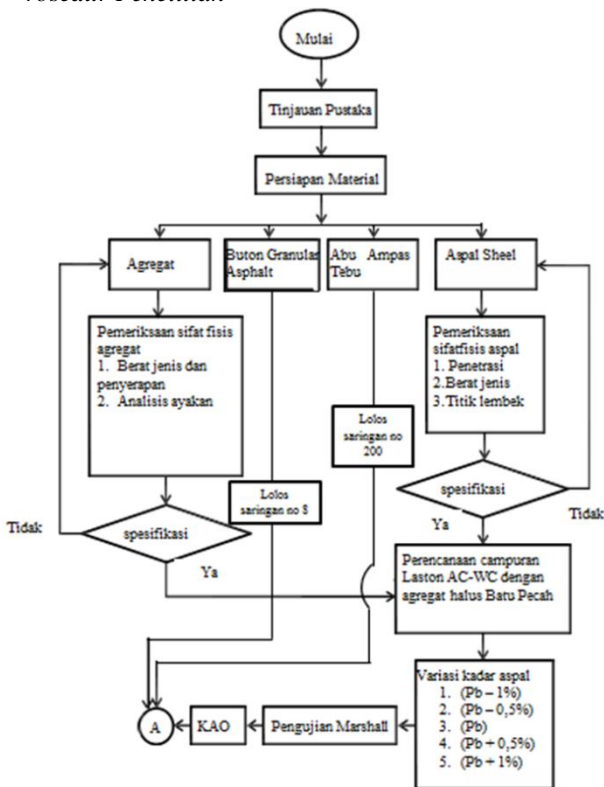 Prosedur Penelitian
Mulai
Tinjauan Pustaka
Persiapan Material
Agregat
Buton Granular
Asphalt
Abu Ampas
Tebu
Aspal Sheel
Pemeriksaan sifat fisis
agregat
1. Berat jenis dan
penyerapan
2. Analisis ayakan
Pemeriksaan
sifatfisis aspal
1. Penetrasi
2.Berat jenis
3.Titik lembek
Lolos
saringan no
200
Lolos
saringan no 8
spesifikasi
Tidak
Ya
spesifikasi
Tidak
Ya
Perencanaan campuran
Laston AC-WC dengan
agregat halus Batu Pecah
Variasi kadar aspal
1. (Pb – 1%)
2. (Pb – 0,5%)
3. (Pb)
4. (Pb + 0,5%)
5. (Pb + 1%)
Pengujian Marshall
KAO
A